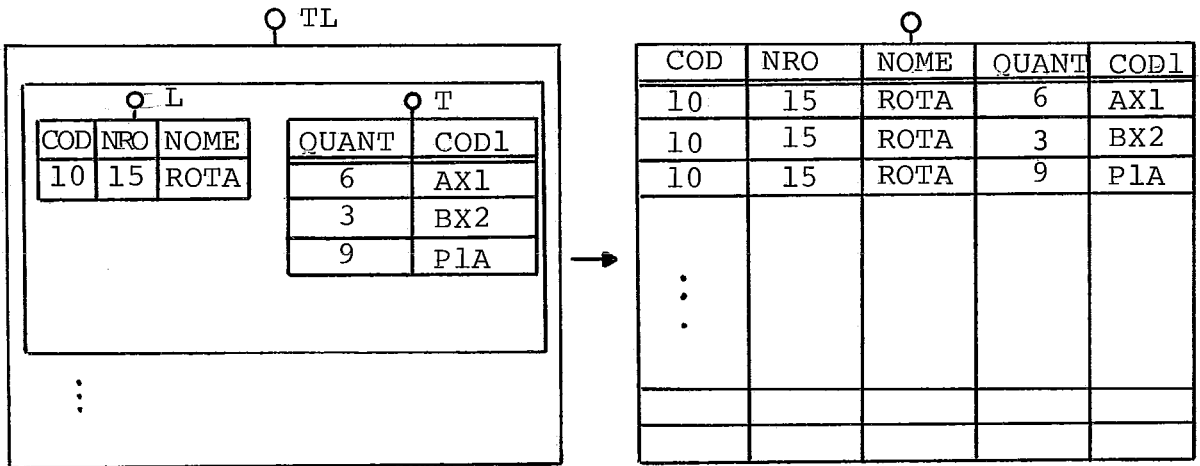 TL
L
COD NRO NOME
10 15 ROTA
T
QUANT COD1
6 AX1
3 BX2
9 P1A
COD NRO NOME QUANT COD1
10 15 ROTA 6 AX1
10 15 ROTA 3 BX2
10 15 ROTA 9 P1A